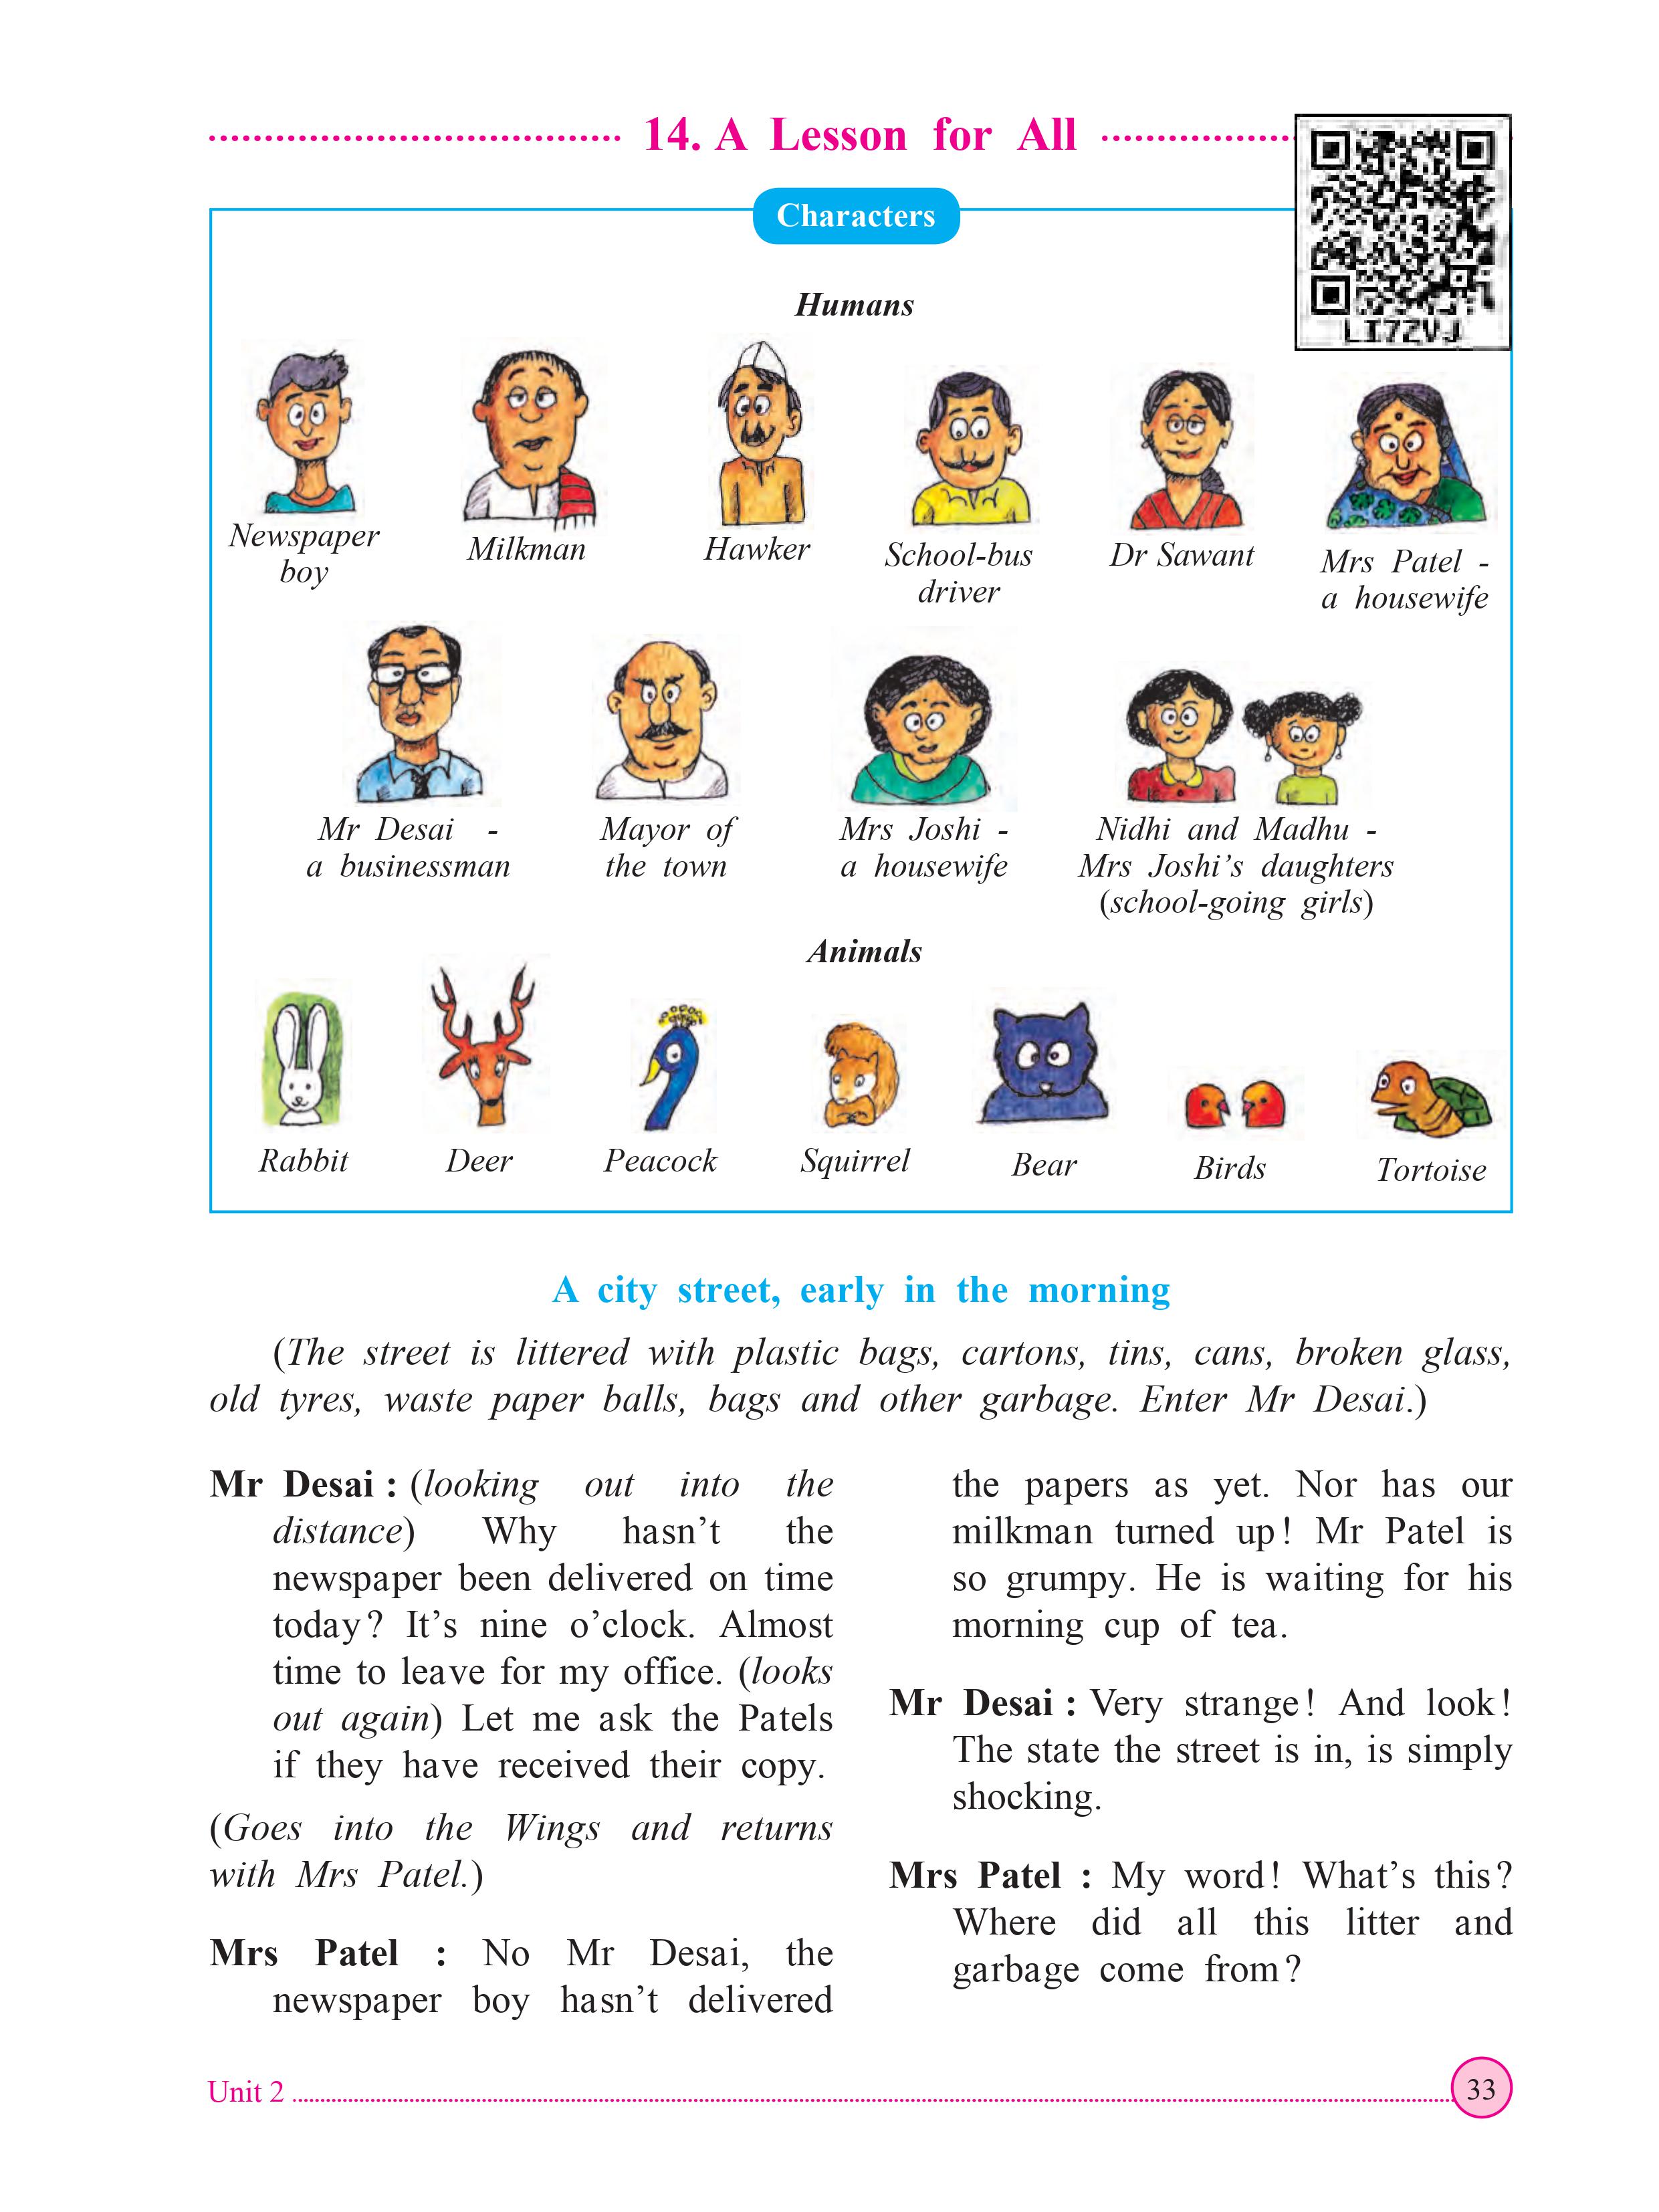 14. A Lesson for All
LI7ZVJ
Characters
Humans
Newspaper
boy
Milkman
Hawker
School-bus
driver
Dr Sawant
Mrs Patel -
a housewife
Mr Desai -
a businessman
Mayor of
the town
Mrs Joshi -
a housewife
Nidhi and Madhu -
Mrs Joshi’s daughters
(school-going girls)
Animals
Rabbit
Deer
Peacock
Squirrel
Bear
Birds
Tortoise
A city street, early in the morning
(The street is littered with plastic bags, cartons, tins, cans, broken glass,
old tyres, waste paper balls, bags and other garbage. Enter Mr Desai.)
Mr Desai : (looking out into the
distance) Why hasn’t the
newspaper been delivered on time
today? It’s nine o’clock. Almost
time to leave for my office. (looks
out again) Let me ask the Patels
if they have received their copy.
(Goes into the Wings and returns
with Mrs Patel.)
Mrs Patel : No Mr Desai, the
newspaper boy hasn’t delivered
the papers as yet. Nor has our
milkman turned up! Mr Patel is
so grumpy. He is waiting for his
morning cup of tea.
Mr Desai : Very strange! And look!
The state the street is in, is simply
shocking.
Mrs Patel : My word! What’s this?
Where did all this litter and
garbage come from?
Unit 2
33